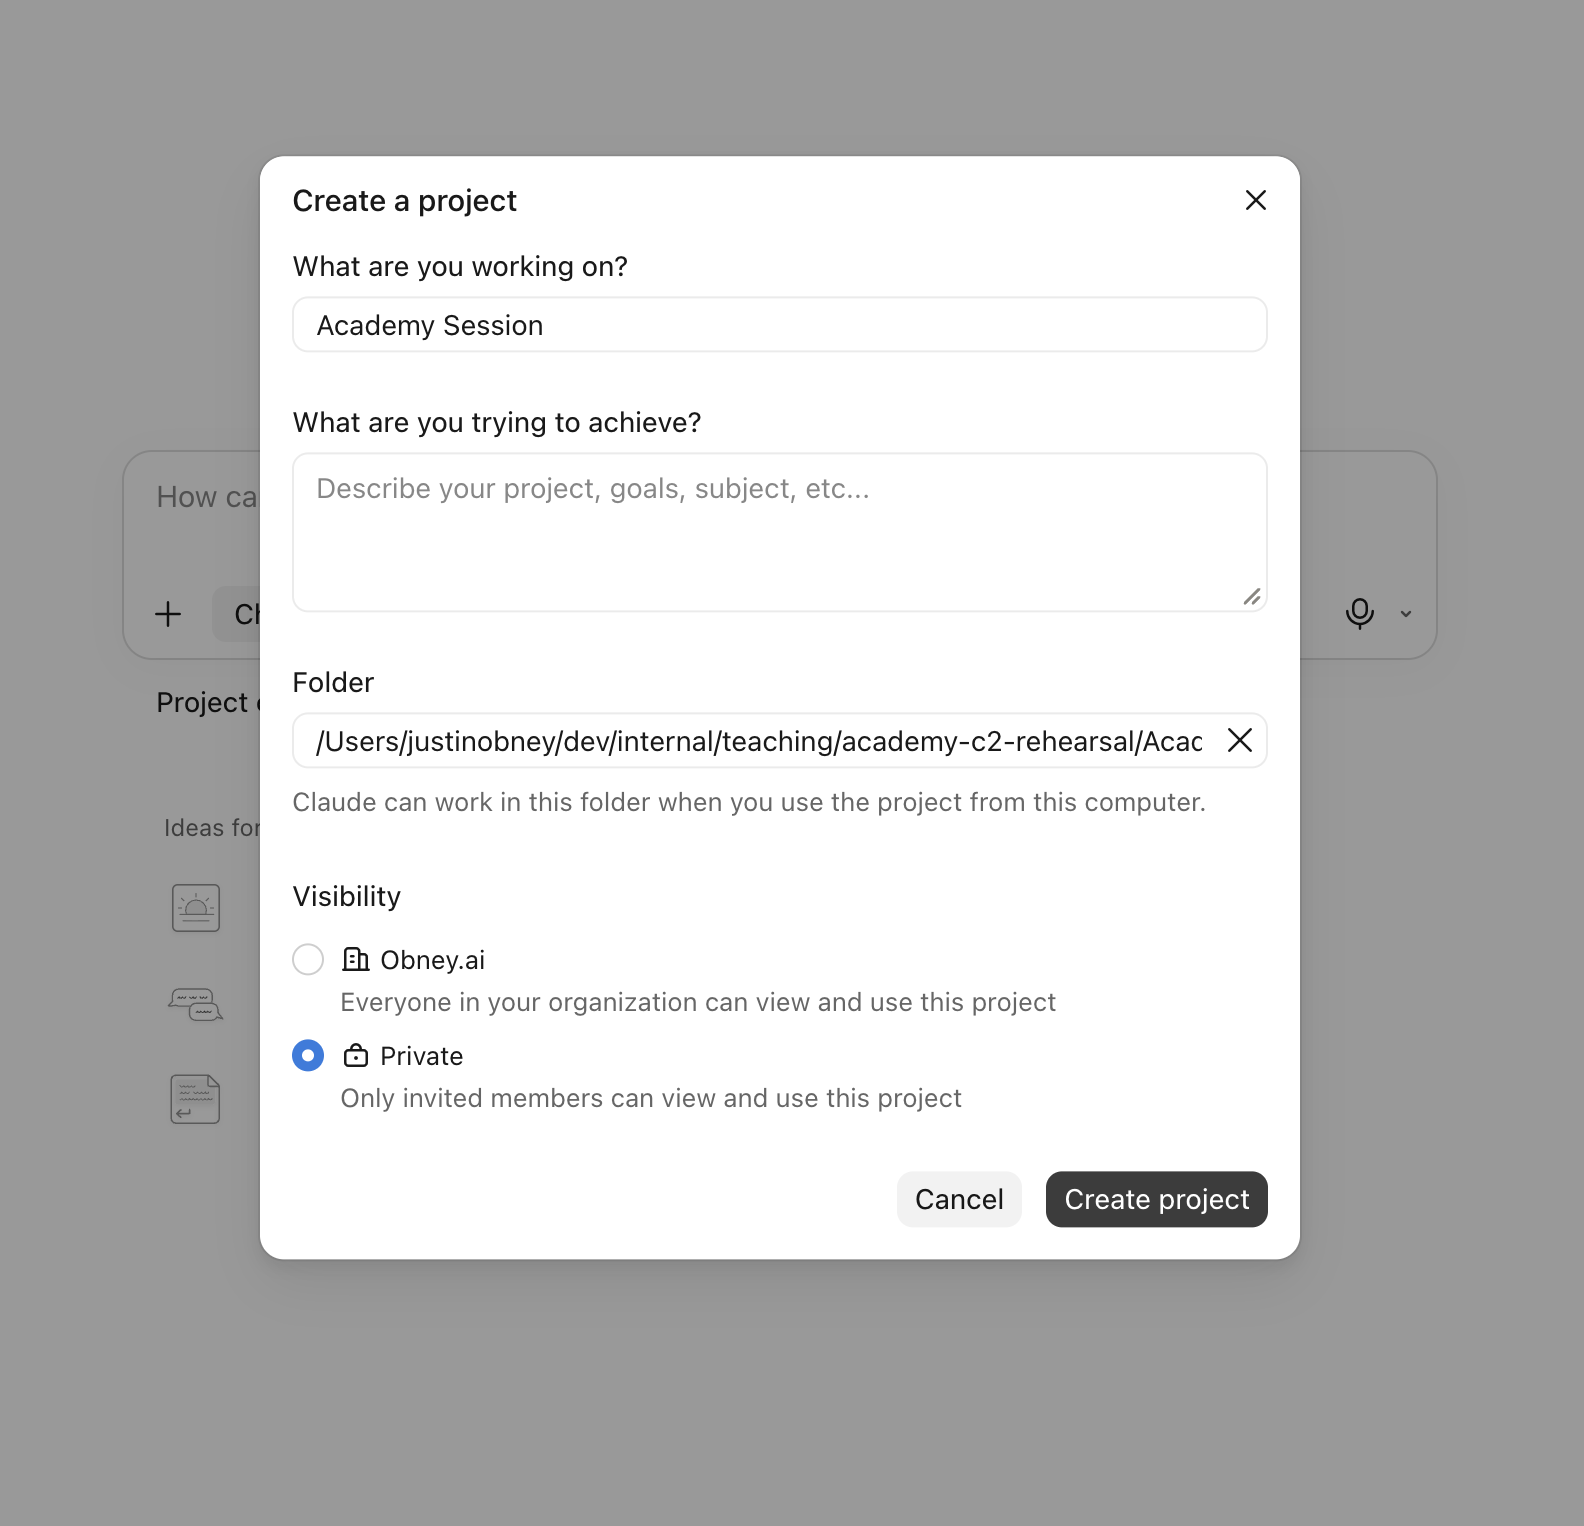 Create a project
What are you working on?
Academy Session
What are you trying to achieve?
How ca
Describe your project, goals, subject, etc...
Ch
Folder
Project
/Users/justinobney/dev/internal/teaching/academy-c2-rehearsal/Acac
Claude can work in this folder when you use the project from this computer.
Ideas for
Visibility
Obney.ai
Everyone in your organization can view and use this project
Private
Only invited members can view and use this project
Cancel
Create project